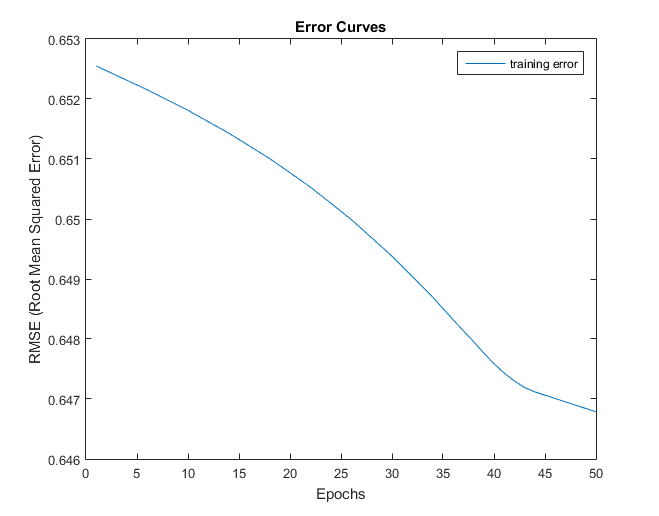 Error Curves
training error
0.653
0.652
0.651
0.65
0.649
0.648
0.647
0.646
RMSE (Root Mean Squared Error)
0 5 10 15 20 25 30 35 40 45 50
Epochs